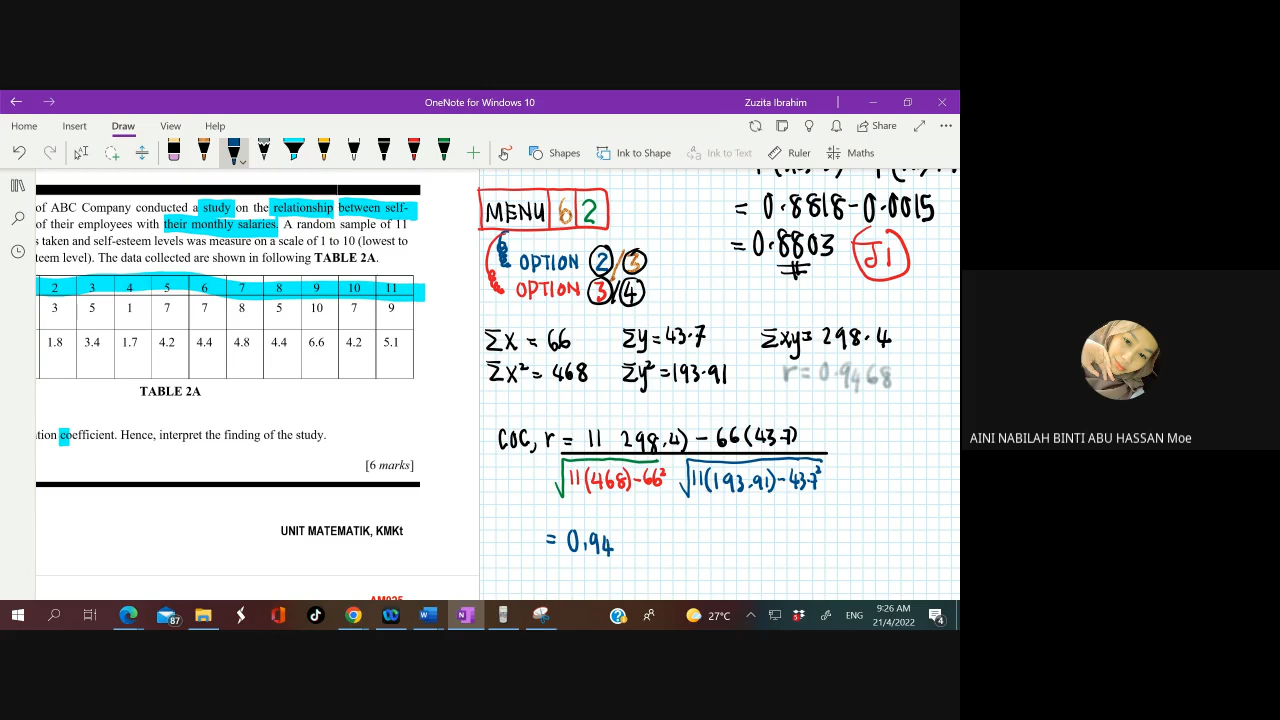 OneNote for Windows 10
Zuzita Ibrahim
Home Insert Draw View Help
Share
Shapes Ink to Shape Ink to Text Ruler Maths
of ABC Company conducted a study on the relationship between self-
of their employees with their monthly salaries. A random sample of 11
s taken and self-esteem levels was measure on a scale of 1 to 10 (lowest to
teem level). The data collected are shown in following TABLE 2A.
2 3 4 5 6 7 8 9 10 11
3 5 1 7 7 8 5 10 7 9
1.8 3.4 1.7 4.2 4.4 4.8 4.4 6.6 4.2 5.1
TABLE 2A
tion coefficient. Hence, interpret the finding of the study.
[6 marks]
UNIT MATEMATIK, KMKt
AM025
= 0.8818-0.0015
= 0.8803 J1
MENU 6 2
OPTION 2/3
OPTION 3/4
Σx = 66 Σy = 43.7 Σxy = 298.4
Σx² = 468 Σy² = 193.91 r = 0.9468
COC, r = 11 298.4) - 66(43.7)
√11(468)-66² √11(193.91)-43.7²
= 0.94
AINI NABILAH BINTI ABU HASSAN Moe
87
27°C
ENG
9:26 AM
21/4/2022
4